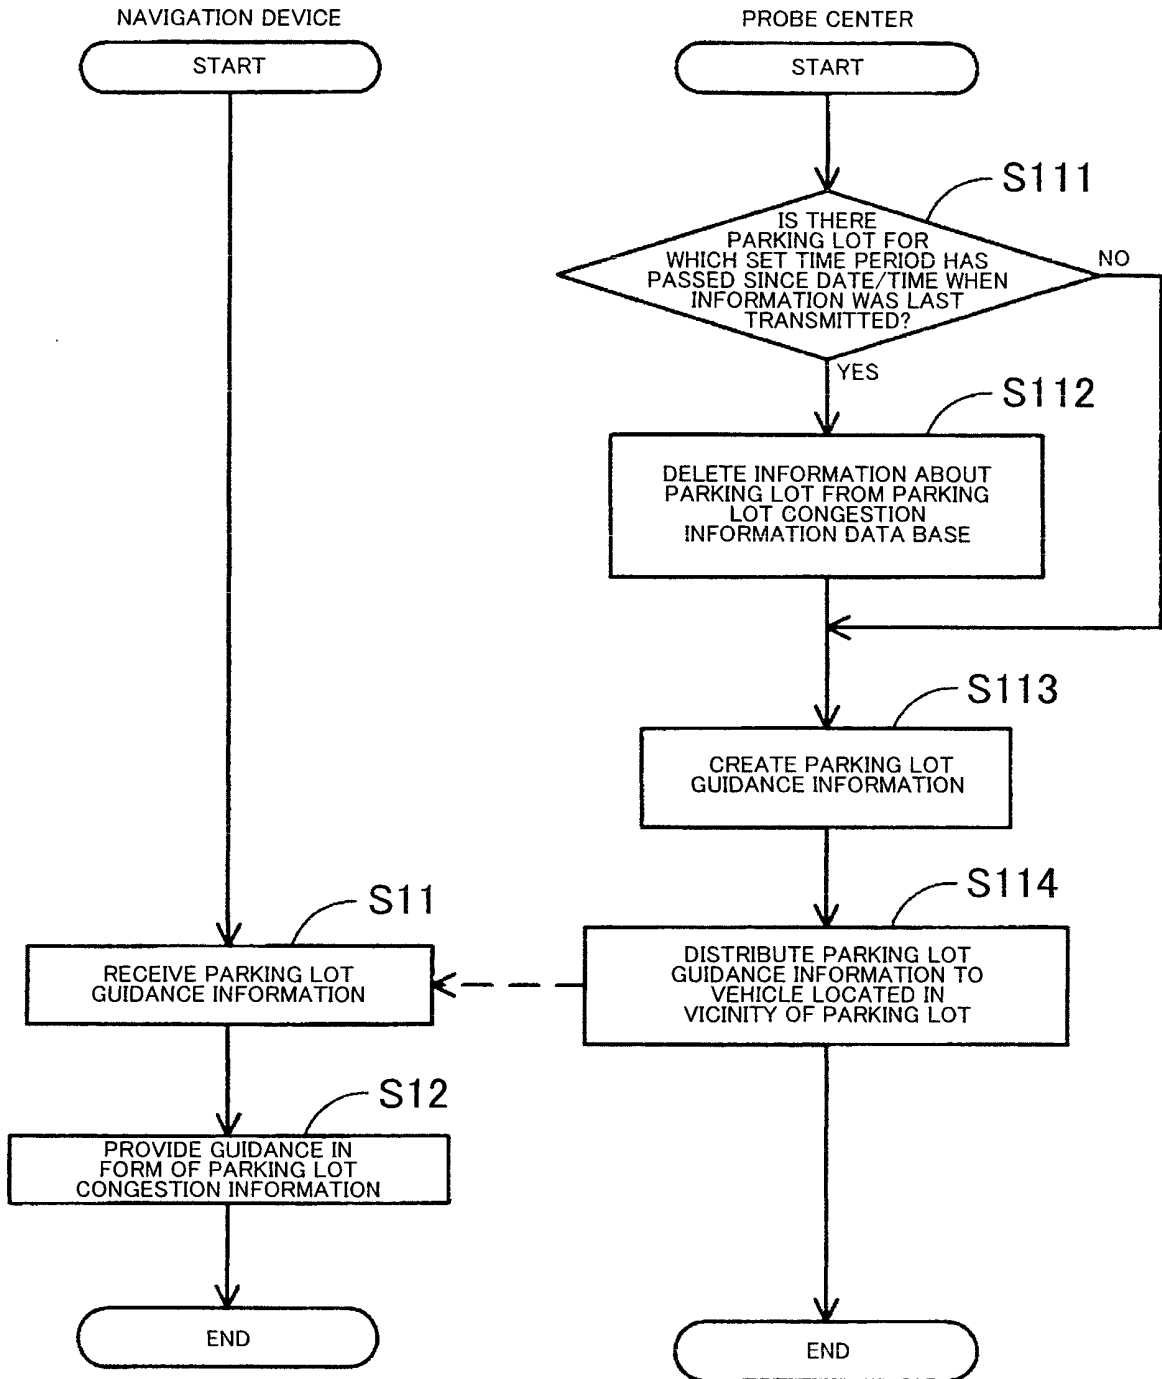 NAVIGATION DEVICE
START
S11
RECEIVE PARKING LOT
GUIDANCE INFORMATION
S12
PROVIDE GUIDANCE IN
FORM OF PARKING LOT
CONGESTION INFORMATION
END
PROBE CENTER
START
S111
IS THERE
PARKING LOT FOR
WHICH SET TIME PERIOD HAS
PASSED SINCE DATE/TIME WHEN
INFORMATION WAS LAST
TRANSMITTED?
NO
YES
S112
DELETE INFORMATION ABOUT
PARKING LOT FROM PARKING
LOT CONGESTION
INFORMATION DATA BASE
S113
CREATE PARKING LOT
GUIDANCE INFORMATION
S114
DISTRIBUTE PARKING LOT
GUIDANCE INFORMATION TO
VEHICLE LOCATED IN
VICINITY OF PARKING LOT
END